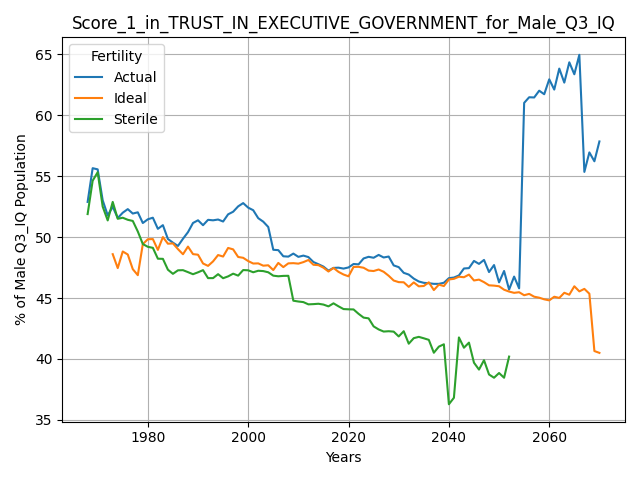 Score_1_in_TRUST_IN_EXECUTIVE_GOVERNMENT_for_Male_Q3_IQ
Fertility
Actual
Ideal
Sterile
65
60
55
50
45
40
35
% of Male Q3_IQ Population
1980
2000
2020
2040
2060
Years